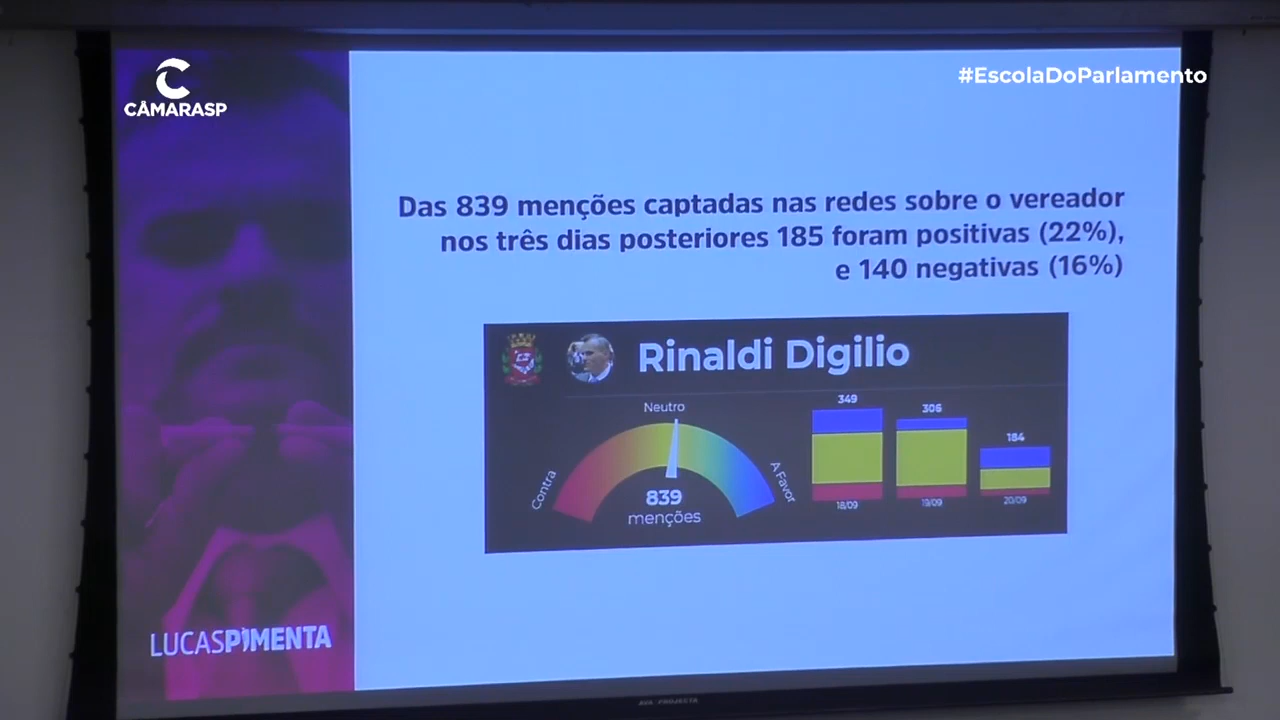 CÂMARASP
#EscolaDoParlamento
Das 839 menções captadas nas redes sobre o vereador
nos três dias posteriores 185 foram positivas (22%),
e 140 negativas (16%)
Rinaldi Digilio
Neutro
Contra
A Favor
839
menções
349
306
184
18/09
19/09
20/09
LUCASPIMENTA